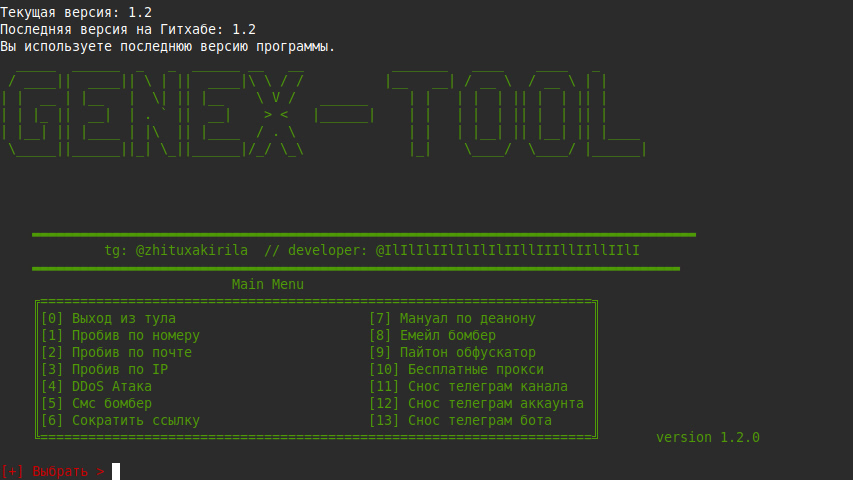 Текущая версия: 1.2
Последняя версия на Гитхабе: 1.2
Вы используете последнюю версию программы.
GENEX - TOOL
tg: @zhituxakirila // developer: @IlIlIlIIlIlIlIlIIllIIIllIIllIIlI
Main Menu
[0] Выход из тула [7] Мануал по деанону
[1] Пробив по номеру [8] Емейл бомбер
[2] Пробив по почте [9] Пайтон обфускатор
[3] Пробив по IP [10] Бесплатные прокси
[4] DDoS Атака [11] Снос телеграм канала
[5] Смс бомбер [12] Снос телеграм аккаунта
[6] Сократить ссылку [13] Снос телеграм бота
version 1.2.0
[+] Выбрать >